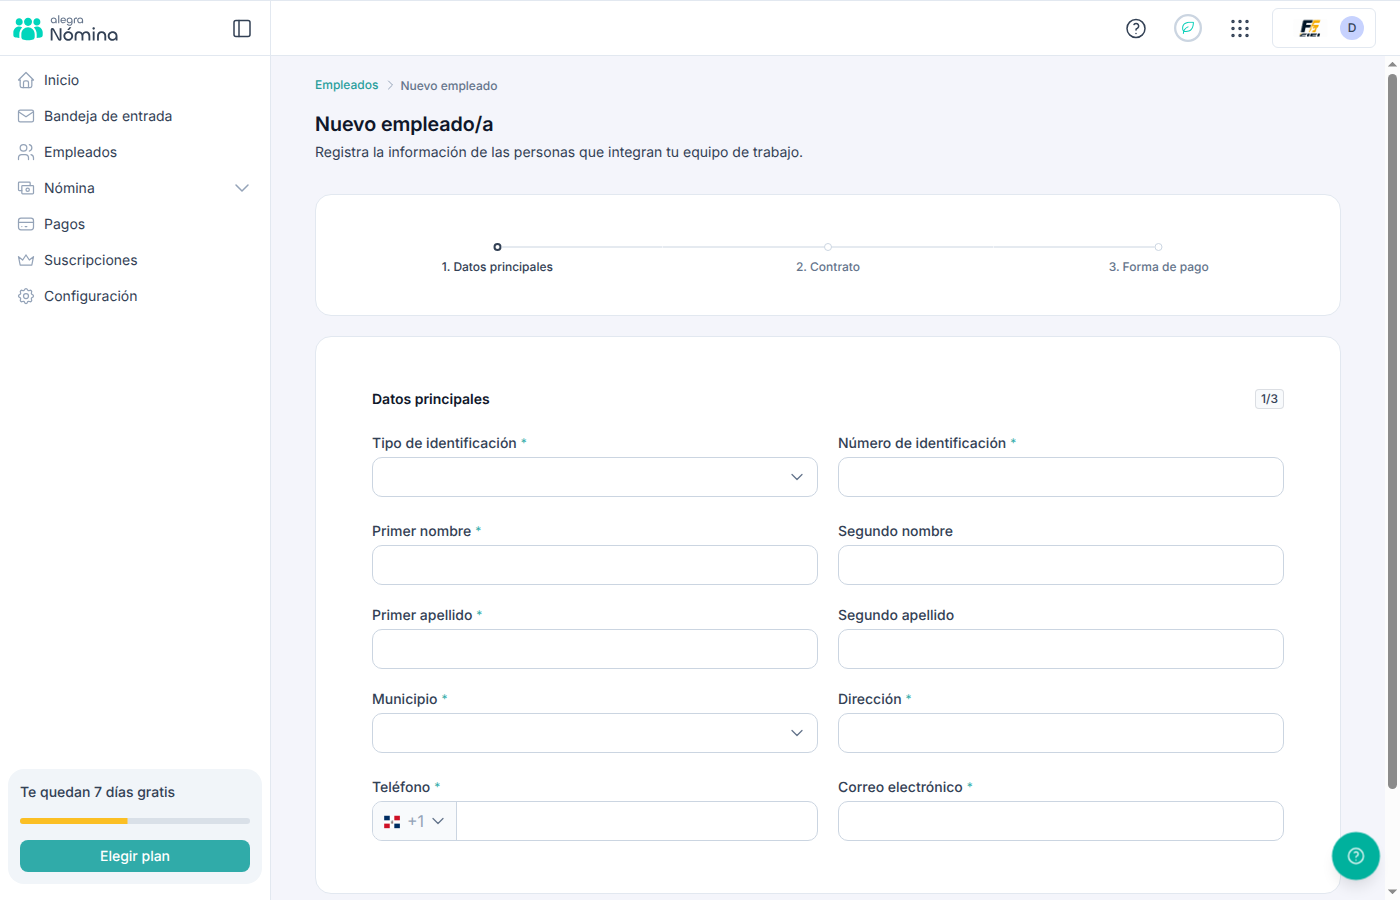 alegra
Nómina
D
Inicio
Bandeja de entrada
Empleados
Nómina
Pagos
Suscripciones
Configuración
Te quedan 7 días gratis
Elegir plan
Empleados > Nuevo empleado
Nuevo empleado/a
Registra la información de las personas que integran tu equipo de trabajo.
1. Datos principales
2. Contrato
3. Forma de pago
Datos principales
1/3
Tipo de identificación *
Número de identificación *
Primer nombre *
Segundo nombre
Primer apellido *
Segundo apellido
Municipio *
Dirección *
Teléfono *
Correo electrónico *
+1